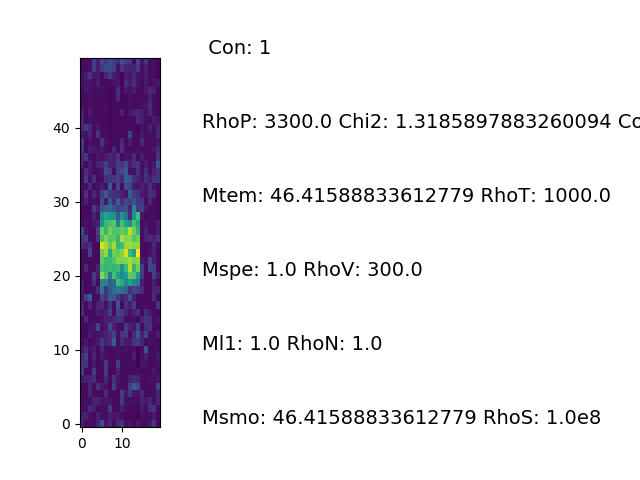 Con: 1
RhoP: 3300.0 Chi2: 1.3185897883260094 Co
40
30
20
10
0
0 10
Mtem: 46.41588833612779 RhoT: 1000.0
Mspe: 1.0 RhoV: 300.0
Ml1: 1.0 RhoN: 1.0
Msmo: 46.41588833612779 RhoS: 1.0e8